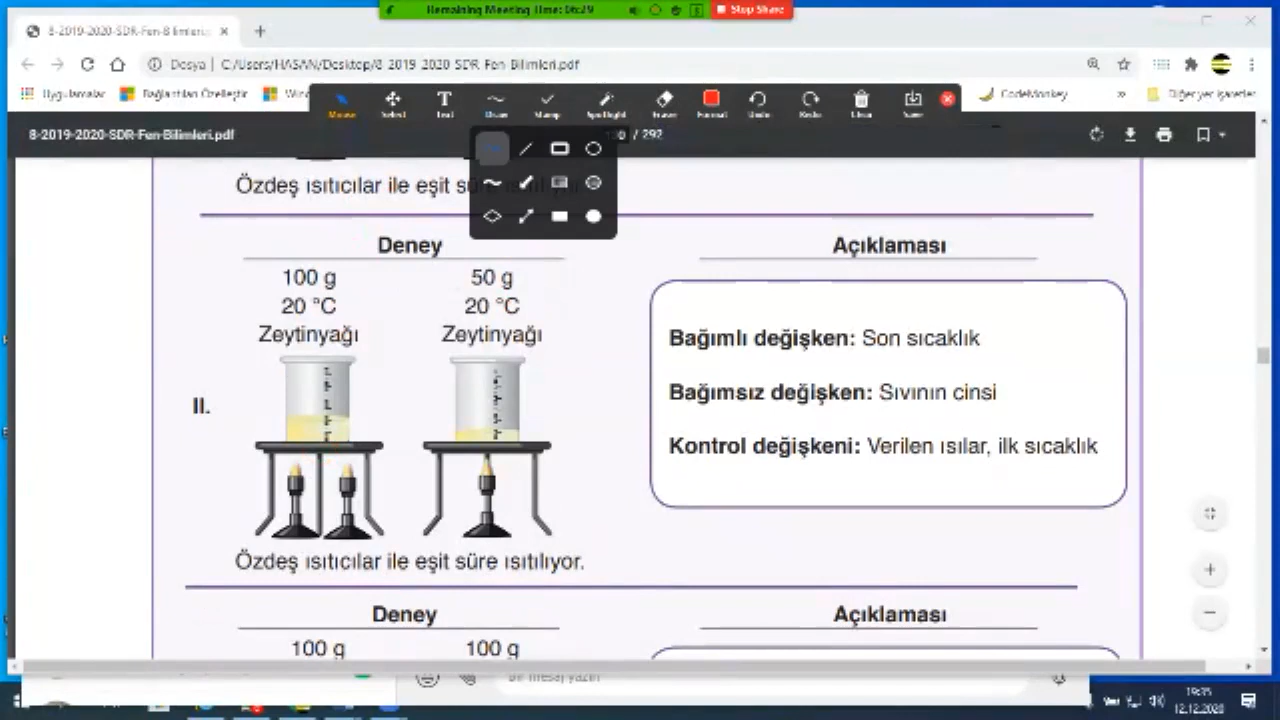 Remaining Meeting Time: 06:29
Stop Share
8-2019-2020-SDR-Fen-Bilimleri.p
Dosya | C:/Users/HASAN/Desktop/8-2019-2020-SDR-Fen-Bilimleri.pdf
Uygulamalar
Bağlantıları Özelleştir
CodeMonkey
Diğer yer işaretleri
Mouse
Select
Text
Draw
Stamp
Spotlight
Eraser
Format
Undo
Redo
Clear
Save
8-2019-2020-SDR-Fen-Bilimleri.pdf
/ 292
Özdeş ısıtıcılar ile eşit
Deney
Açıklaması
100 g
50 g
20 °C
20 °C
Zeytinyağı
Zeytinyağı
II.
Bağımlı değişken: Son sıcaklık
Bağımsız değişken: Sıvının cinsi
Kontrol değişkeni: Verilen ısılar, ilk sıcaklık
Özdeş ısıtıcılar ile eşit süre ısıtılıyor.
Deney
Açıklaması
100 g
100 g
Bir mesaj yazın
19:35
12.12.2020